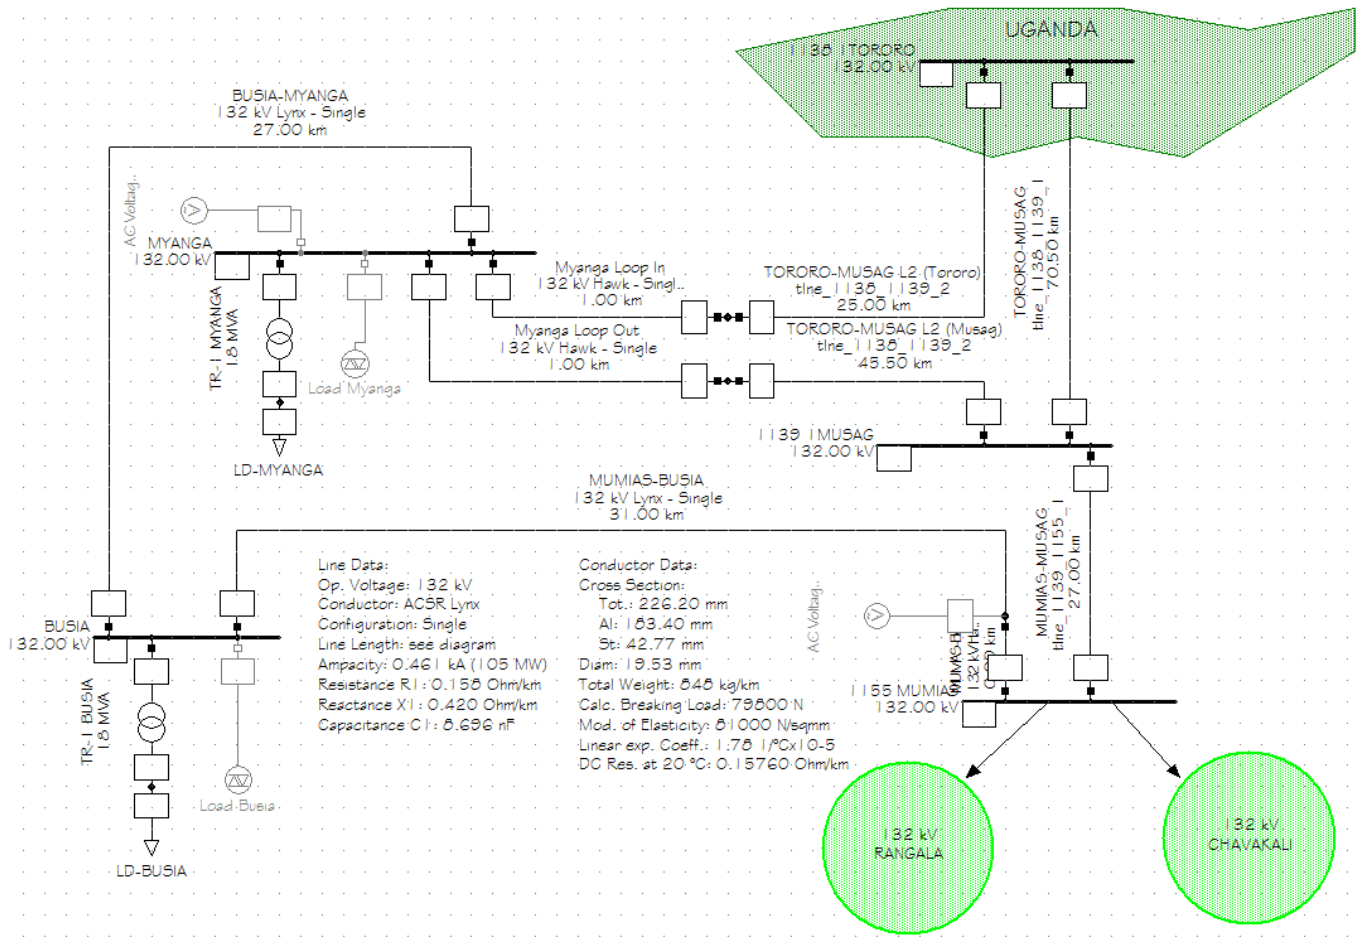 UGANDA
1138 1TORORO
132.00 kV
BUSIA-MYANGA
132 kV Lynx - Single
27.00 km
AC Voltag..
MYANGA
132.00 kV
TR-1 MYANGA
18 MVA
Load Myanga
LD-MYANGA
Myanga Loop In
132 kV Hawk - Singl..
1.00 km
Myanga Loop Out
132 kV Hawk - Single
1.00 km
TORORO-MUSAG L2 (Tororo)
tlne_1138_1139_2
25.00 km
TORORO-MUSAG L2 (Musag)
tlne_1138_1139_2
45.50 km
TORORO-MUSAG
tlne_1138_1139_1
70.50 km
1139 1MUSAG
132.00 kV
MUMIAS-BUSIA
132 kV Lynx - Single
31.00 km
MUMIAS-MUSAG
tlne_1139_1155_1
27.00 km
Line Data:
Op. Voltage: 132 kV
Conductor: ACSR Lynx
Configuration: Single
Line Length: see diagram
Ampacity: 0.461 kA (105 MW)
Resistance R1: 0.158 Ohm/km
Reactance X1: 0.420 Ohm/km
Capacitance C1: 8.696 nF
Conductor Data:
Cross Section:
Tot.: 226.20 mm
Al: 183.40 mm
St: 42.77 mm
Diam: 19.53 mm
Total Weight: 848 kg/km
Calc. Breaking Load: 79800 N
Mod. of Elasticity: 81000 N/sqmm
Linear exp. Coeff.: 1.78 1/°Cx10-5
DC Res. at 20 °C: 0.15760 Ohm/km
AC Voltag..
BUSIA
132.00 kV
TR-1 BUSIA
18 MVA
Load Busia
LD-BUSIA
1155 MUMIAS
132.00 kV
132 kV
RANGALA
132 kV
CHAVAKALI